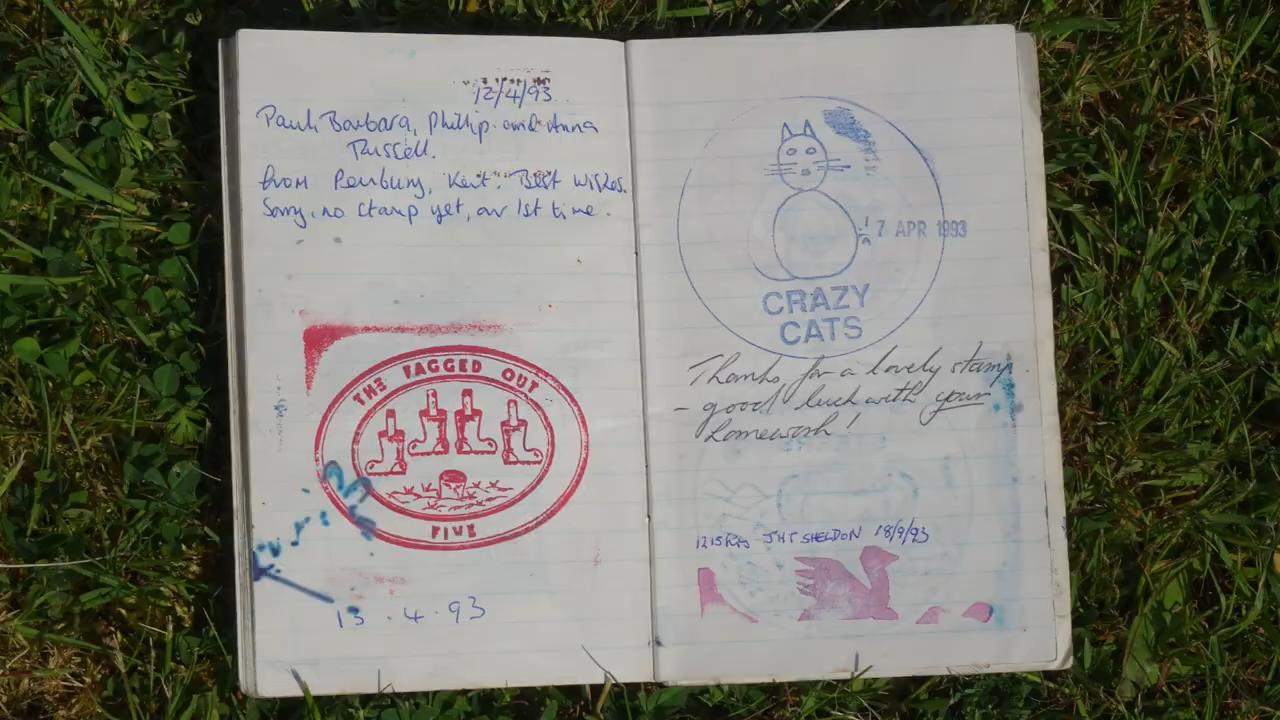 12/4/93
Paul, Barbara, Phillip and Anna
Russell.
from Penbury, Kent. Best Wishes.
Sorry, no stamp yet, our 1st time.
THE FAGGED OUT
FIVE
13.4.93
17 APR 1993
CRAZY
CATS
Thanks for a lovely stamp.
- good luck with your
homework!
JHT SHELDON 18/9/93